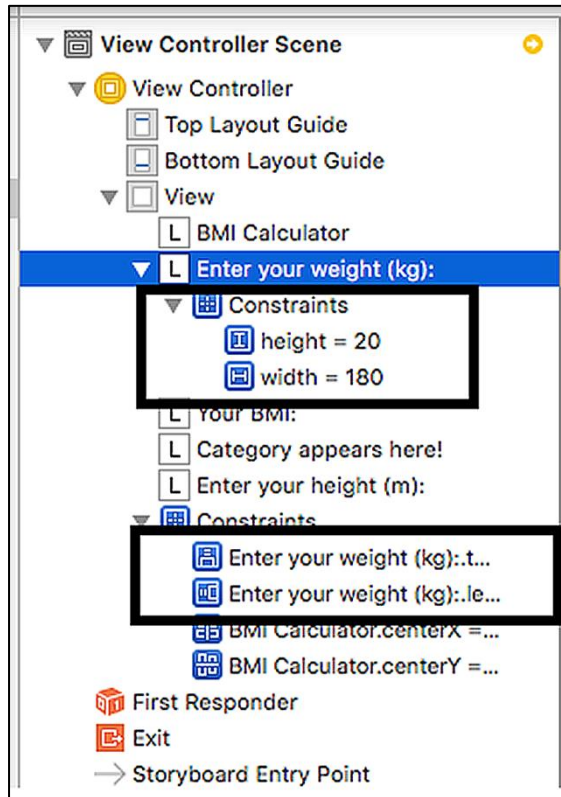 View Controller Scene
View Controller
Top Layout Guide
Bottom Layout Guide
View
L BMI Calculator
L Enter your weight (kg):
Constraints
height = 20
width = 180
L Your BMI:
L Category appears here!
L Enter your height (m):
Constraints
Enter your weight (kg):.t...
Enter your weight (kg):.le...
BMI Calculator.centerX =...
BMI Calculator.centerY =...
First Responder
Exit
Storyboard Entry Point